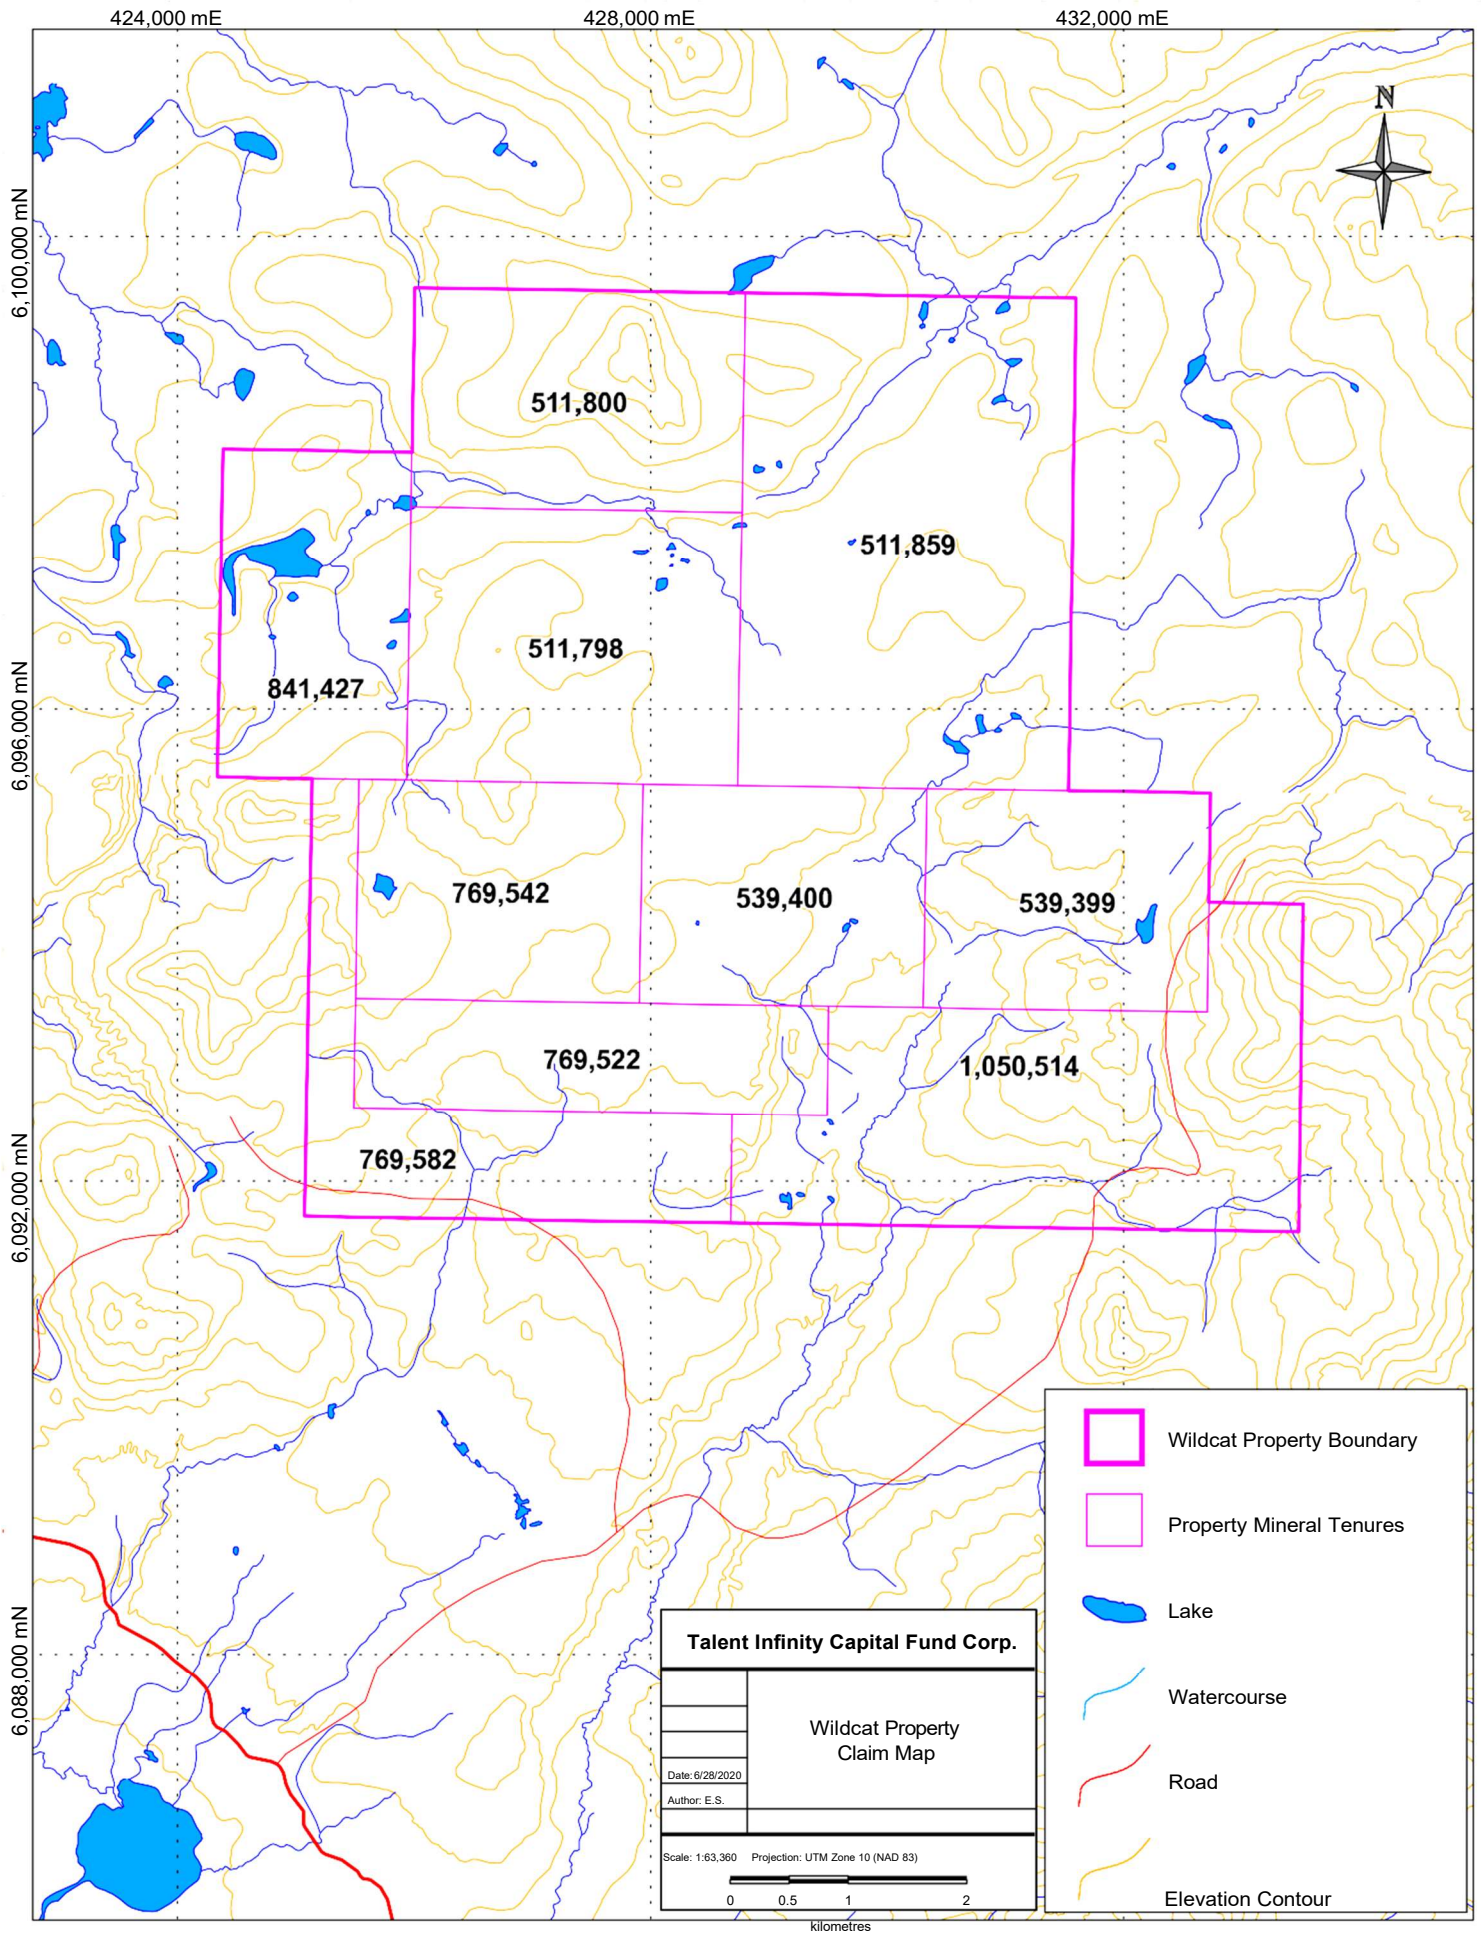 424,000 mE
428,000 mE
432,000 mE
N
6,100,000 mN
6,096,000 mN
6,092,000 mN
6,088,000 mN
511,800
511,859
511,798
841,427
769,542
539,400
539,399
769,522
1,050,514
769,582
Wildcat Property Boundary
Property Mineral Tenures
Lake
Watercourse
Road
Elevation Contour
Talent Infinity Capital Fund Corp.
Wildcat Property
Claim Map
Date: 6/28/2020
Author: E.S.
Scale: 1:63,360 Projection: UTM Zone 10 (NAD 83)
0 0.5 1 2
kilometres